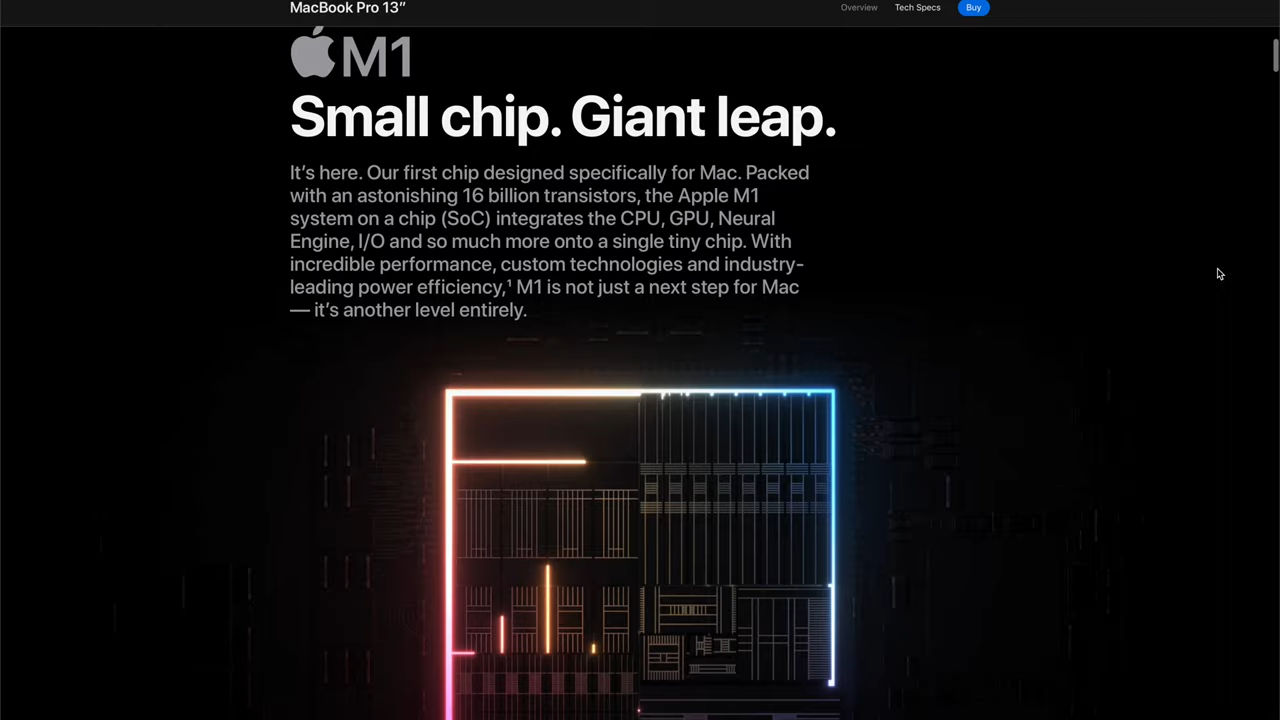 MacBook Pro 13″
Overview
Tech Specs
Buy
M1
Small chip. Giant leap.
It’s here. Our first chip designed specifically for Mac. Packed
with an astonishing 16 billion transistors, the Apple M1
system on a chip (SoC) integrates the CPU, GPU, Neural
Engine, I/O and so much more onto a single tiny chip. With
incredible performance, custom technologies and industry-
leading power efficiency,¹ M1 is not just a next step for Mac
— it’s another level entirely.